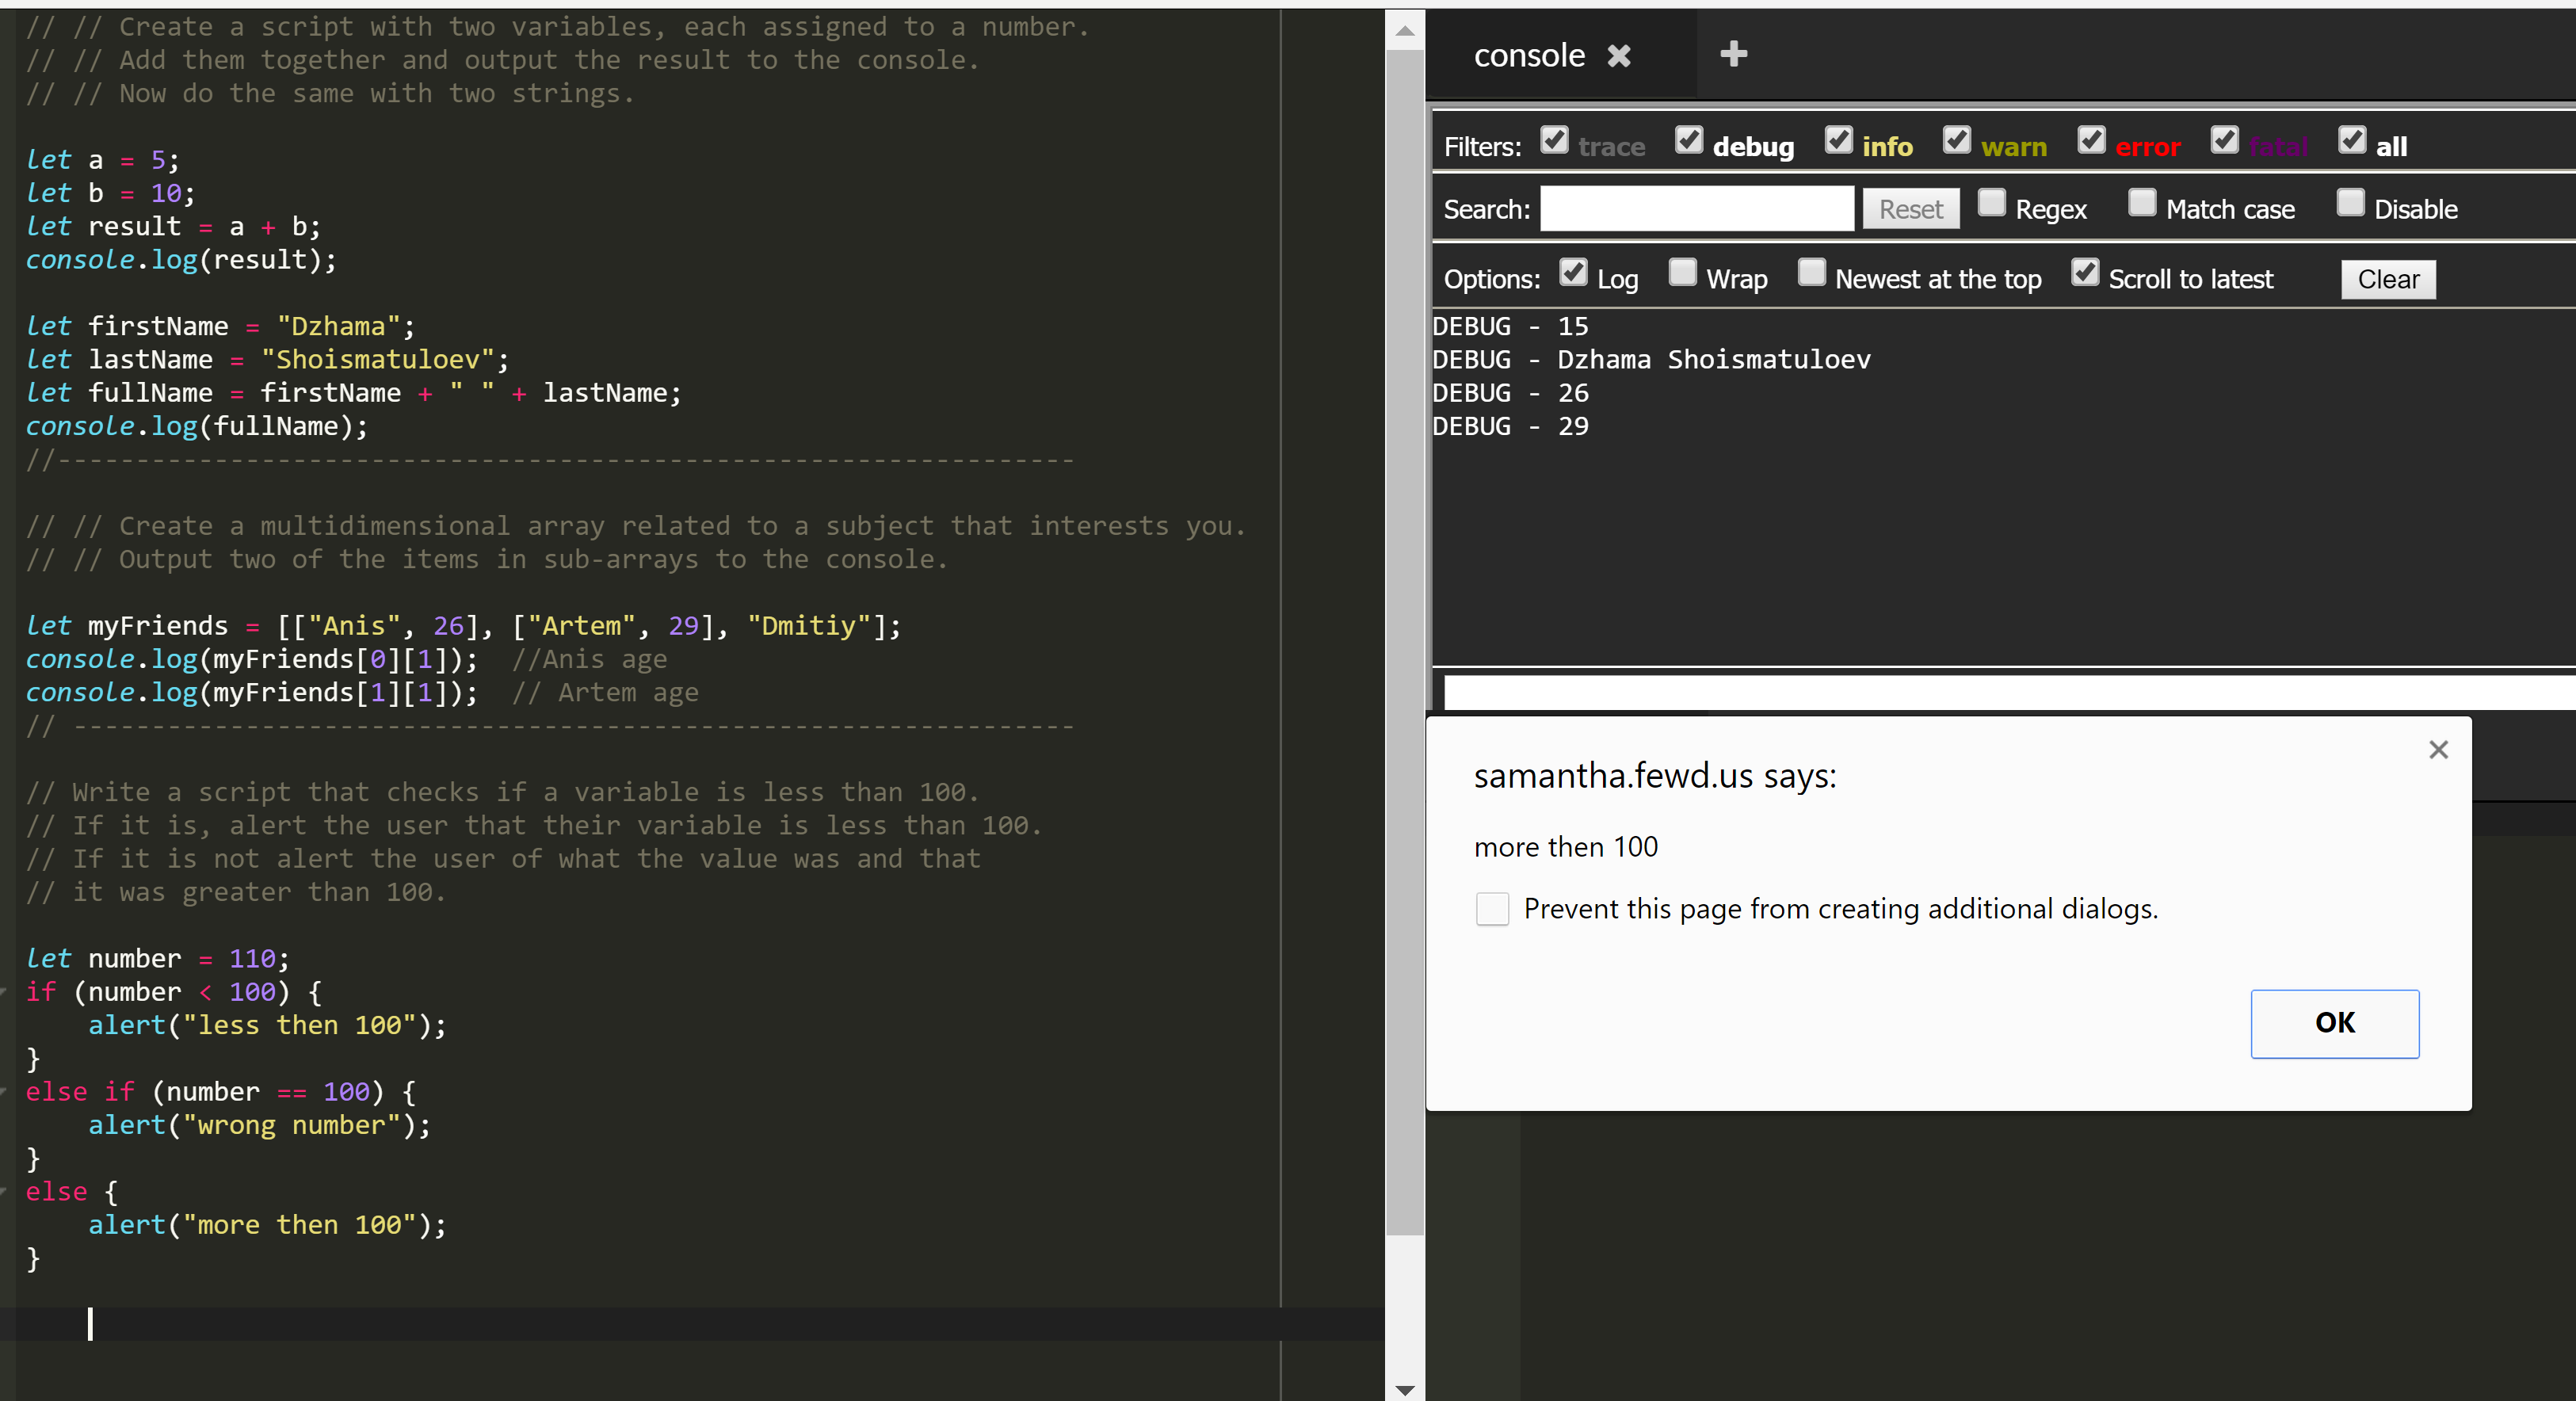 // // Create a script with two variables, each assigned to a number.
// // Add them together and output the result to the console.
// // Now do the same with two strings.
let a = 5;
let b = 10;
let result = a + b;
console.log(result);
let firstName = "Dzhama";
let lastName = "Shoismatuloev";
let fullName = firstName + " " + lastName;
console.log(fullName);
//-----------------------------------------------------------------
// // Create a multidimensional array related to a subject that interests you.
// // Output two of the items in sub-arrays to the console.
let myFriends = [["Anis", 26], ["Artem", 29], "Dmitiy"];
console.log(myFriends[0][1]);  //Anis age
console.log(myFriends[1][1]);  // Artem age
// ----------------------------------------------------------------
// Write a script that checks if a variable is less than 100.
// If it is, alert the user that their variable is less than 100.
// If it is not alert the user of what the value was and that
// it was greater than 100.
let number = 110;
if (number < 100) {
    alert("less then 100");
}
else if (number == 100) {
    alert("wrong number");
}
else {
    alert("more then 100");
}
console
Filters: trace debug info warn error fatal all
Search: Reset Regex Match case Disable
Options: Log Wrap Newest at the top Scroll to latest Clear
DEBUG - 15
DEBUG - Dzhama Shoismatuloev
DEBUG - 26
DEBUG - 29
samantha.fewd.us says:
more then 100
Prevent this page from creating additional dialogs.
OK